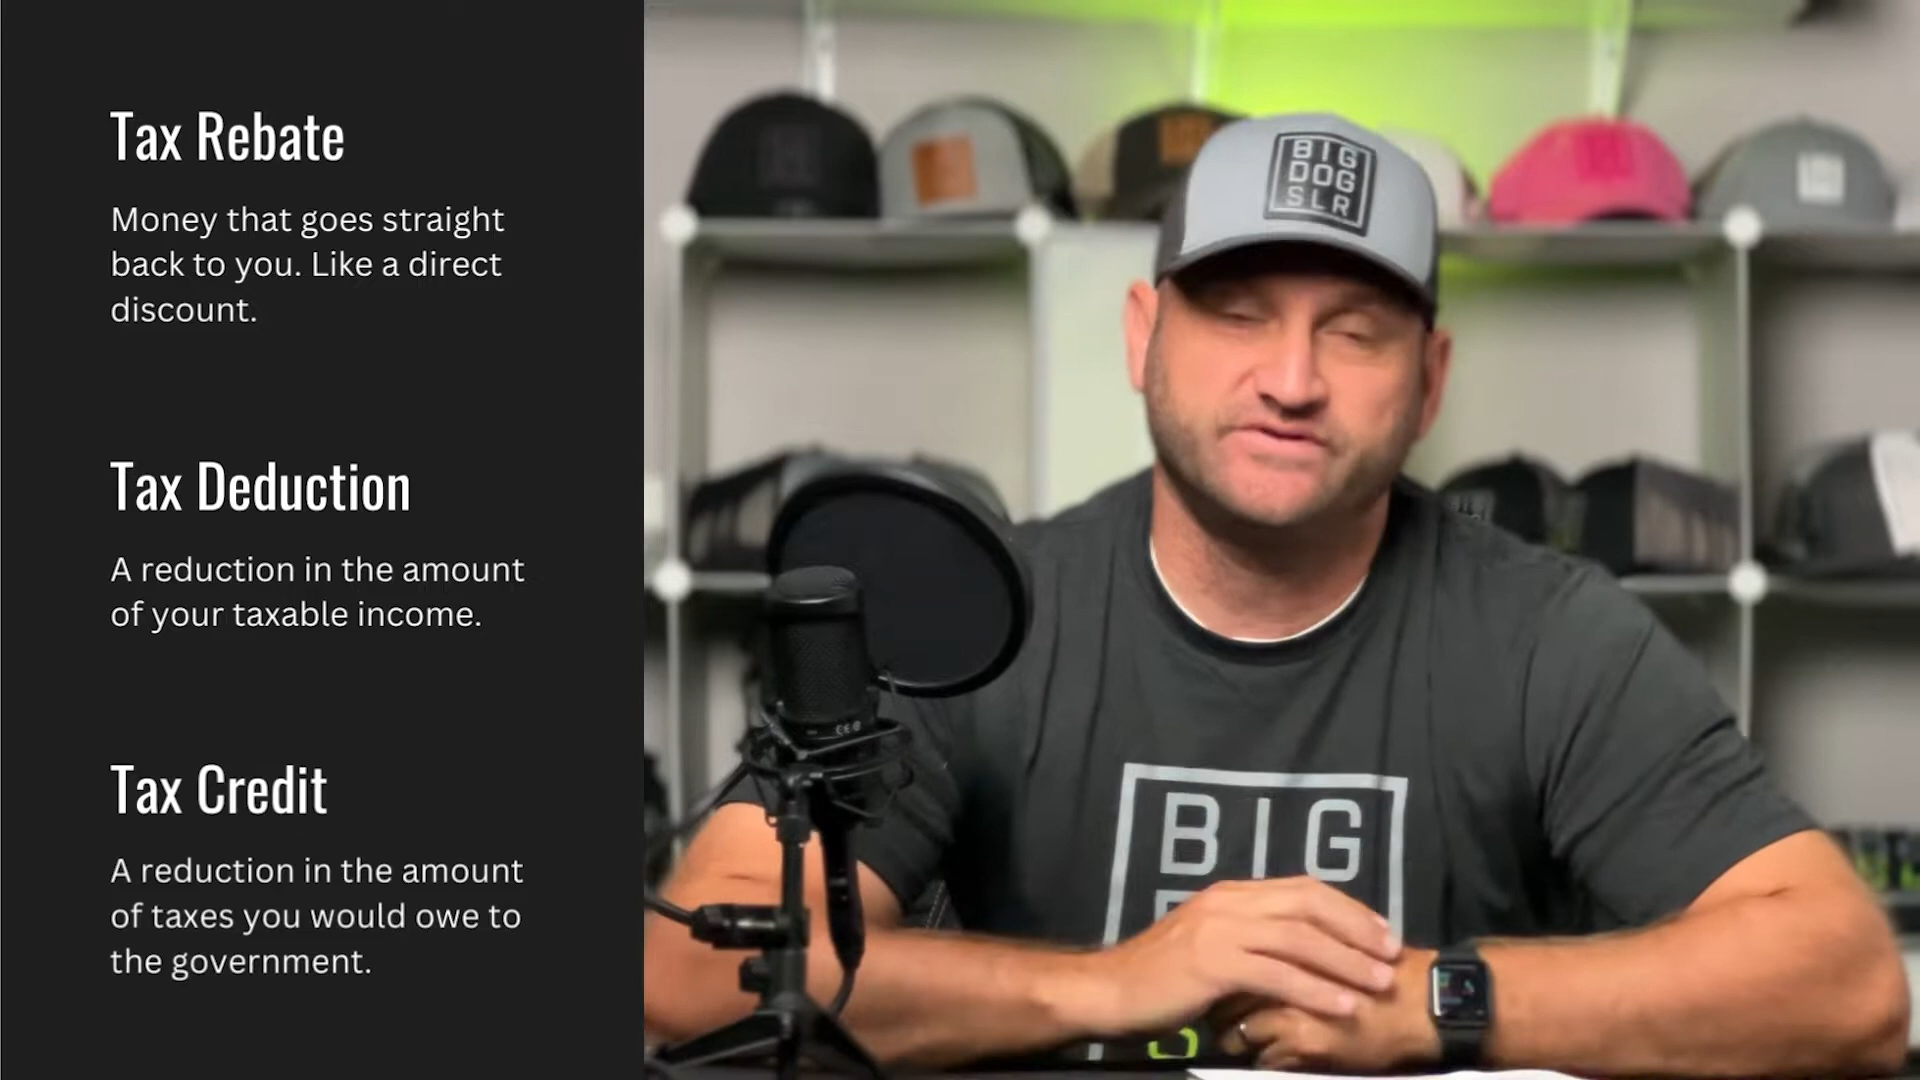 Tax Rebate
Money that goes straight
back to you. Like a direct
discount.
Tax Deduction
A reduction in the amount
of your taxable income.
Tax Credit
A reduction in the amount
of taxes you would owe to
the government.
BIG
DOG
SLR
BIG